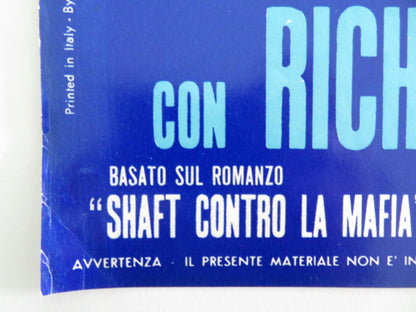 Printed in Italy - By
CON RICH
BASATO SUL ROMANZO
"SHAFT CONTRO LA MAFIA"
AVVERTENZA - IL PRESENTE MATERIALE NON E' IN